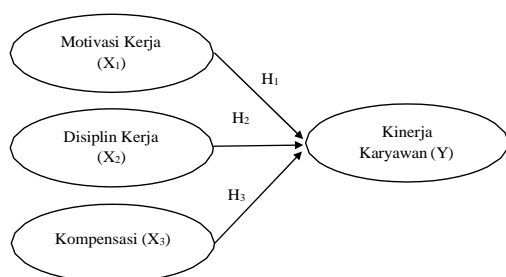 Motivasi Kerja
(X₁)
H₁
H₂
Disiplin Kerja
(X₂)
Kinerja
Karyawan (Y)
H₃
Kompensasi (X₃)